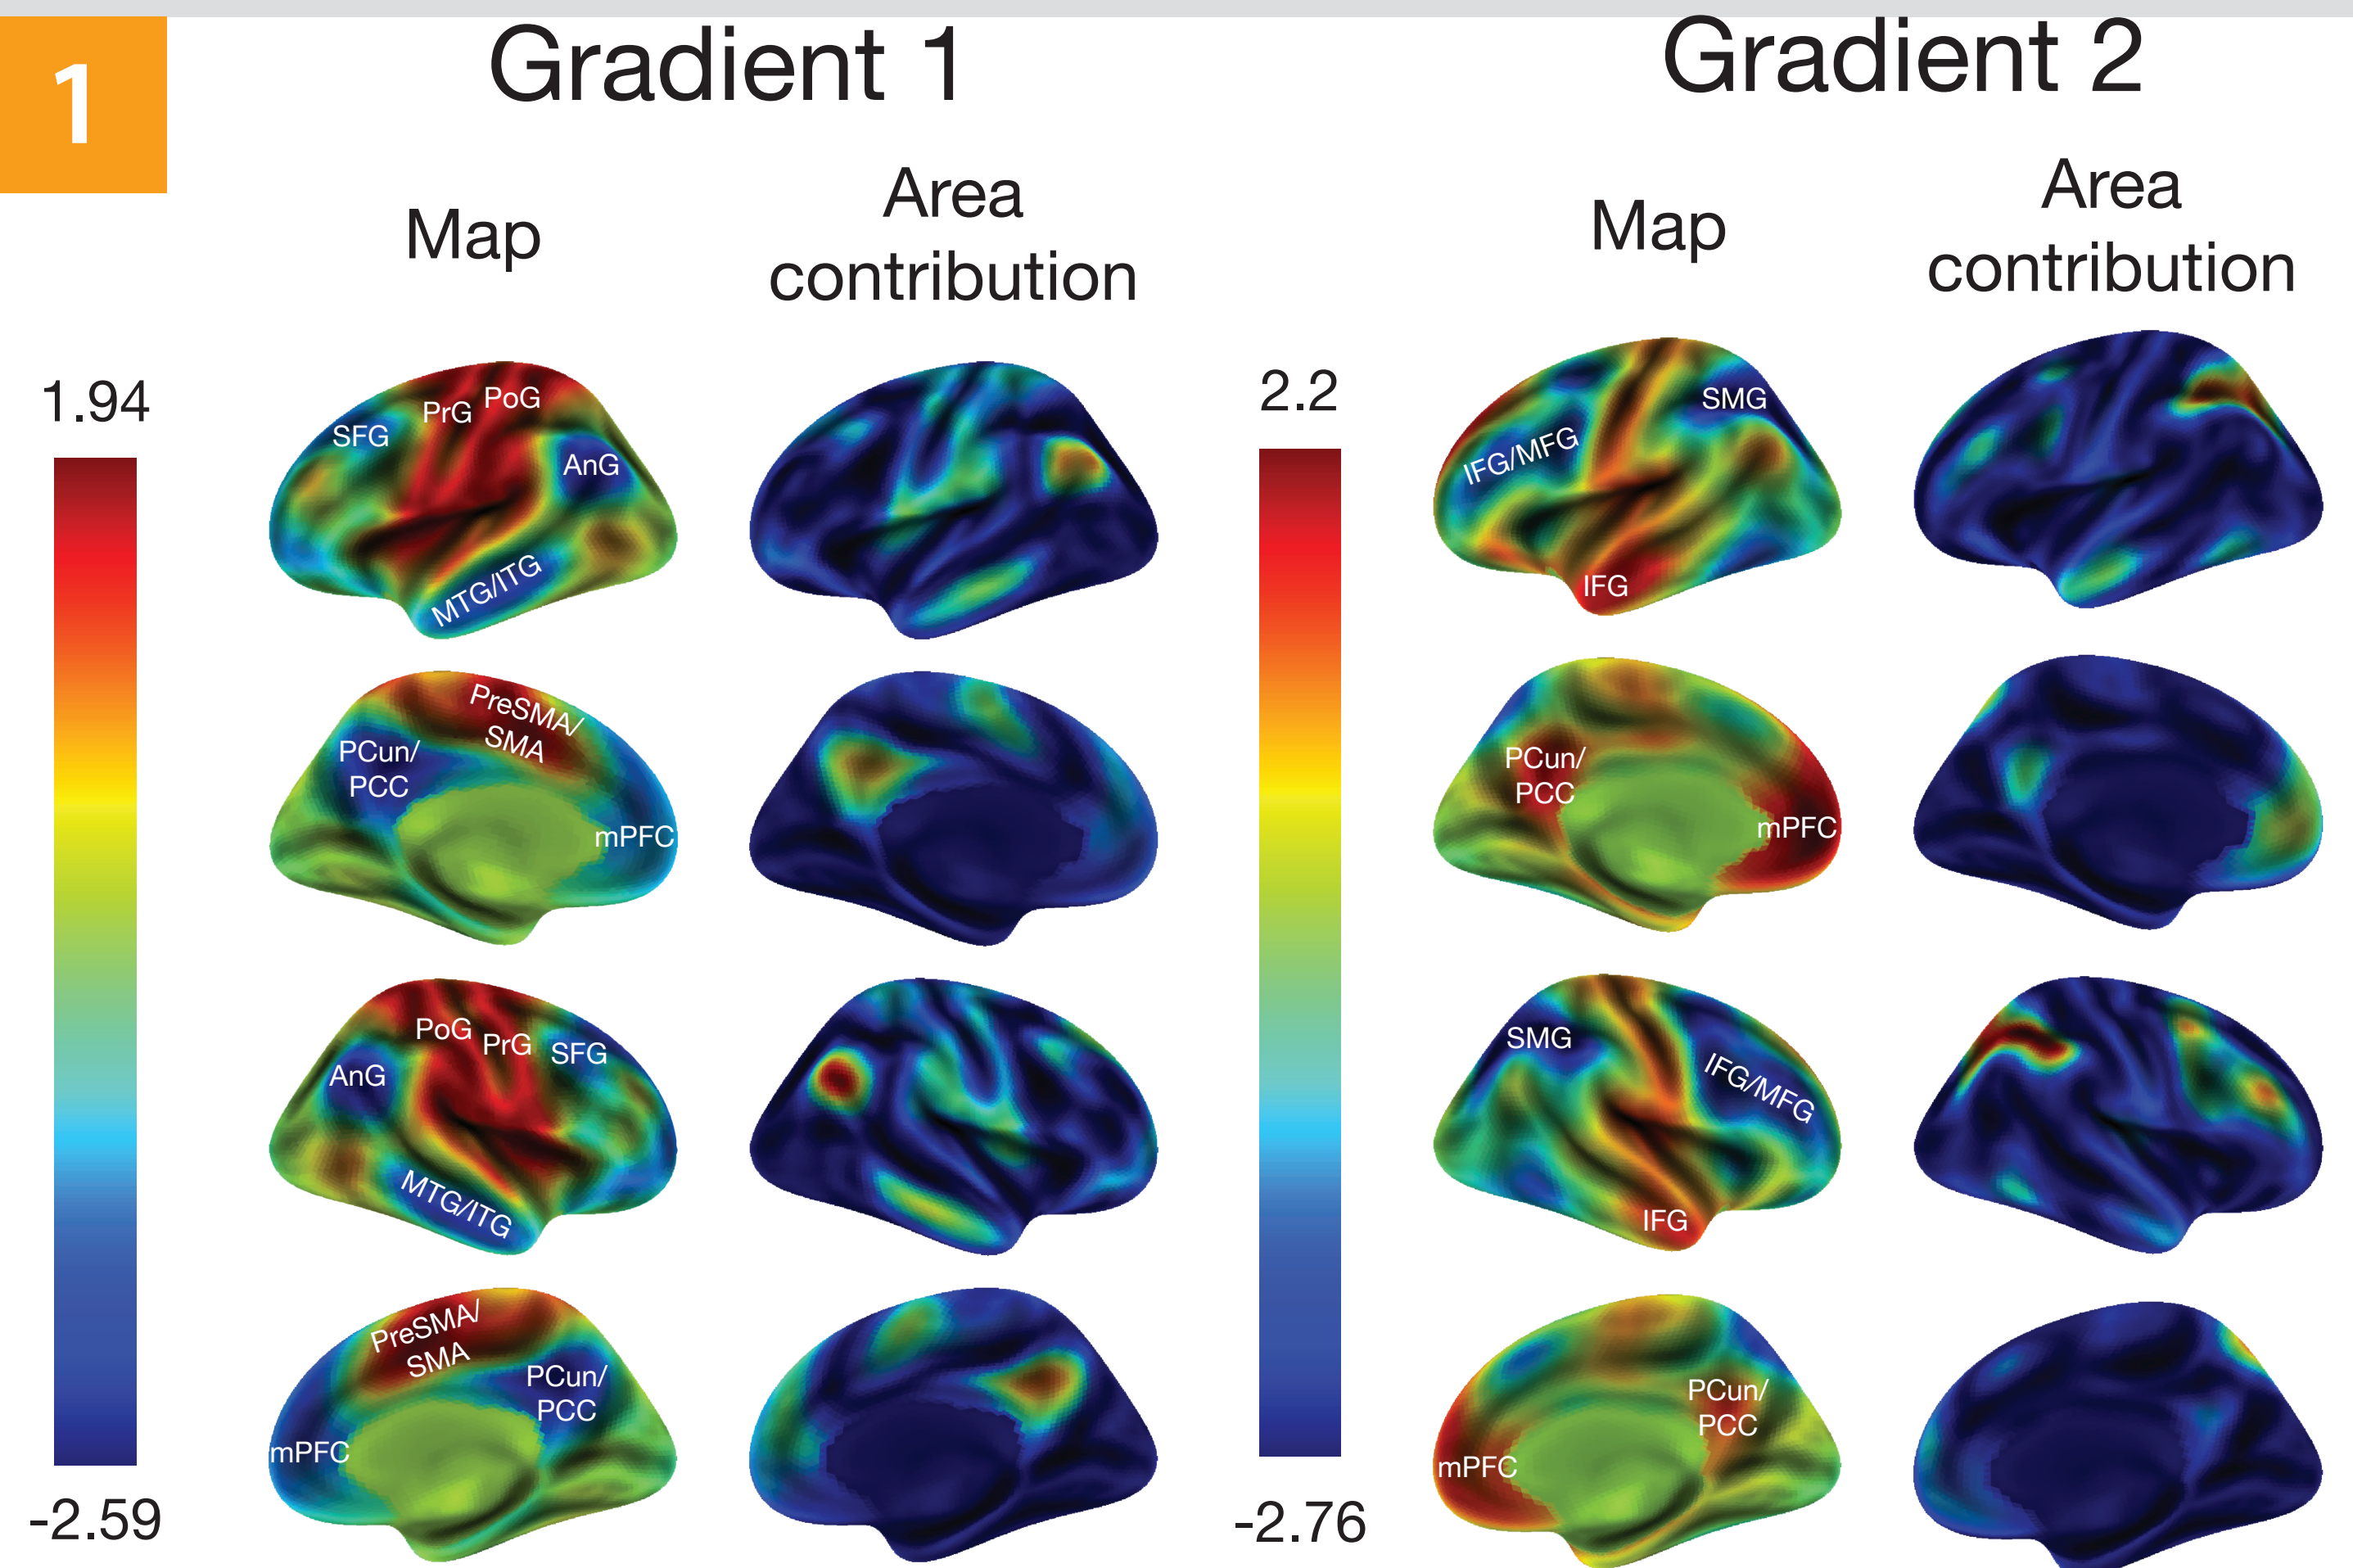 1
Gradient 1
Gradient 2
Map
Area
contribution
Map
Area
contribution
1.94
-2.59
2.2
-2.76
SFG
PrG
PoG
AnG
MTG/ITG
PreSMA/
SMA
PCun/
PCC
mPFC
PoG
PrG
SFG
AnG
MTG/ITG
PreSMA/
SMA
PCun/
PCC
mPFC
SMG
IFG/MFG
IFG
PCun/
PCC
mPFC
SMG
IFG/MFG
IFG
PCun/
PCC
mPFC